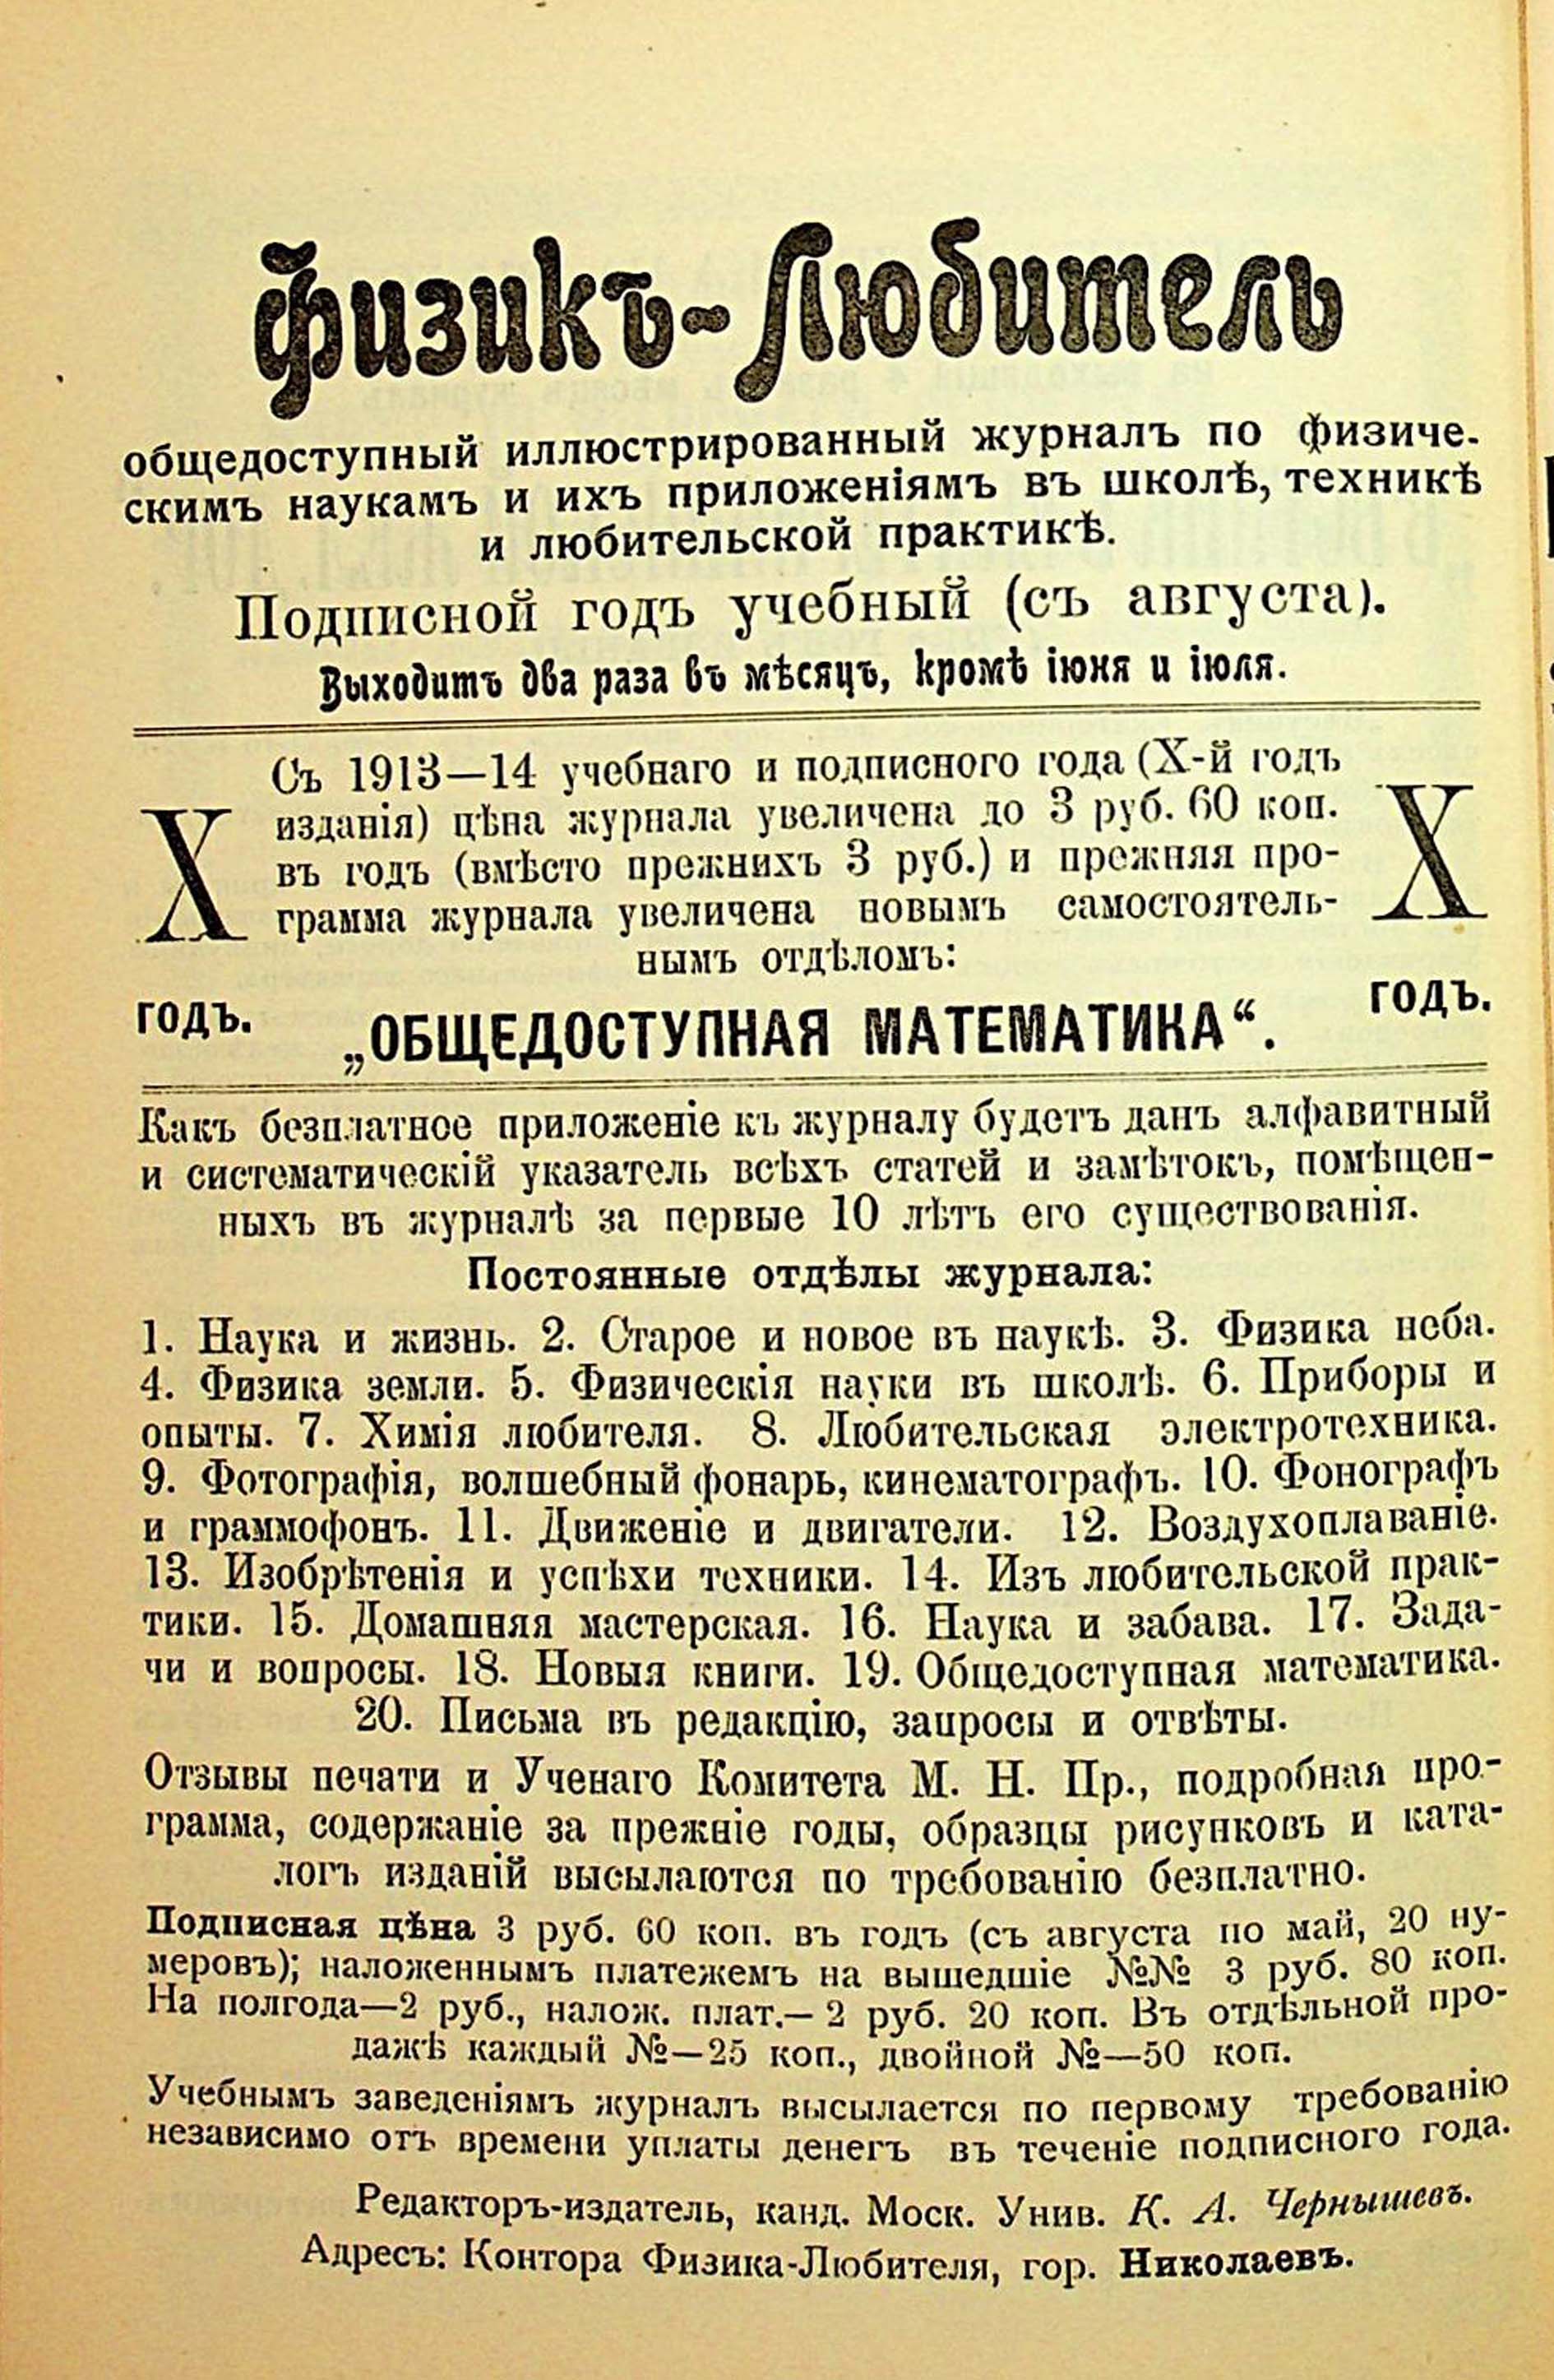 Физикъ-Любитель
общедоступный иллюстрированный журналъ по физиче-
скимъ наукамъ и ихъ приложеніямъ въ школѣ, техникѣ
и любительской практикѣ.
Подписной годъ учебный (съ августа).
Выходитъ два раза въ мѣсяцъ, кромѣ іюня и іюля.
X
годъ.
Съ 1913—14 учебнаго и подписного года (X-й годъ
изданія) цѣна журнала увеличена до 3 руб. 60 коп.
въ годъ (вмѣсто прежнихъ 3 руб.) и прежняя про-
грамма журнала увеличена новымъ самостоятель-
нымъ отдѣломъ:
„ОБЩЕДОСТУПНАЯ МАТЕМАТИКА“.
X
годъ.
Какъ безплатное приложеніе къ журналу будетъ данъ алфавитный
и систематическій указатель всѣхъ статей и замѣтокъ, помѣщен-
ныхъ въ журналѣ за первые 10 лѣтъ его существованія.
Постоянные отдѣлы журнала:
1. Наука и жизнь. 2. Старое и новое въ наукѣ. 3. Физика неба.
4. Физика земли. 5. Физическія науки въ школѣ. 6. Приборы и
опыты. 7. Химія любителя. 8. Любительская электротехника.
9. Фотографія, волшебный фонарь, кинематографъ. 10. Фонографъ
и граммофонъ. 11. Движеніе и двигатели. 12. Воздухоплаваніе.
13. Изобрѣтенія и успѣхи техники. 14. Изъ любительской прак-
тики. 15. Домашняя мастерская. 16. Наука и забава. 17. Зада-
чи и вопросы. 18. Новыя книги. 19. Общедоступная математика.
20. Письма въ редакцію, запросы и отвѣты.
Отзывы печати и Ученаго Комитета М. Н. Пр., подробная про-
грамма, содержаніе за прежніе годы, образцы рисунковъ и ката-
логъ изданій высылаются по требованію безплатно.
Подписная цѣна 3 руб. 60 коп. въ годъ (съ августа по май, 20 ну-
меровъ); наложеннымъ платежемъ на вышедшіе №№ 3 руб. 80 коп.
На полгода—2 руб., налож. плат.—2 руб. 20 коп. Въ отдѣльной про-
дажѣ каждый №—25 коп., двойной №—50 коп.
Учебнымъ заведеніямъ журналъ высылается по первому требованію
независимо отъ времени уплаты денегъ въ теченіе подписного года.
Редакторъ-издатель, канд. Моск. Унив. К. А. Чернышевъ.
Адресъ: Контора Физика-Любителя, гор. Николаевъ.